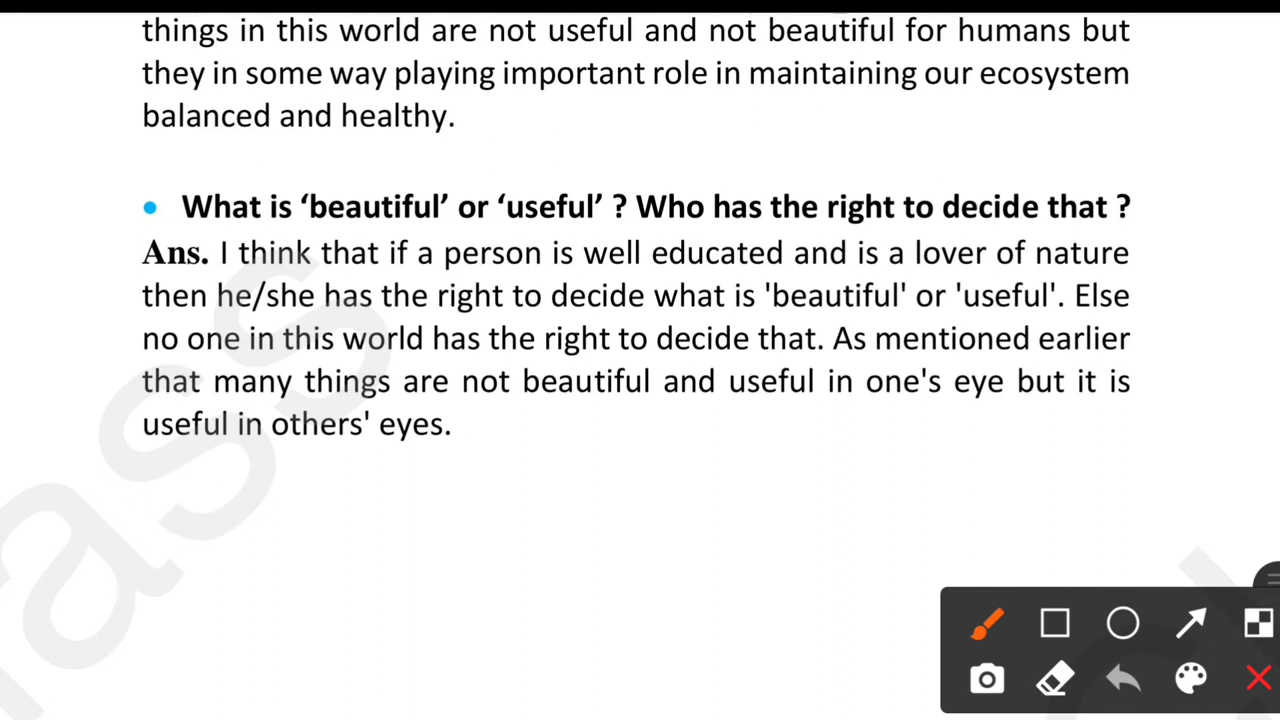 things in this world are not useful and not beautiful for humans but
they in some way playing important role in maintaining our ecosystem
balanced and healthy.
• What is ‘beautiful’ or ‘useful’ ? Who has the right to decide that ?
Ans. I think that if a person is well educated and is a lover of nature
then he/she has the right to decide what is 'beautiful' or 'useful'. Else
no one in this world has the right to decide that. As mentioned earlier
that many things are not beautiful and useful in one's eye but it is
useful in others' eyes.